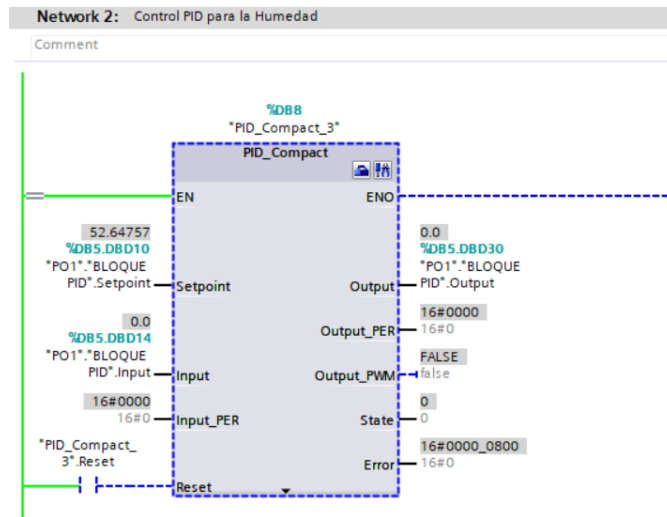 Network 2: Control PID para la Humedad
Comment
%DB8
"PID_Compact_3"
PID_Compact
EN
ENO
52.64757
%DB5.DBD10
"PO1"."BLOQUE
PID".Setpoint
Setpoint
0.0
%DB5.DBD30
"PO1"."BLOQUE
PID".Output
Output
16#0000
16#0
Output_PER
0.0
%DB5.DBD14
"PO1"."BLOQUE
PID".Input
Input
FALSE
false
Output_PWM
16#0000
16#0
Input_PER
0
0
State
"PID_Compact_
3".Reset
Reset
16#0000_0800
16#0
Error